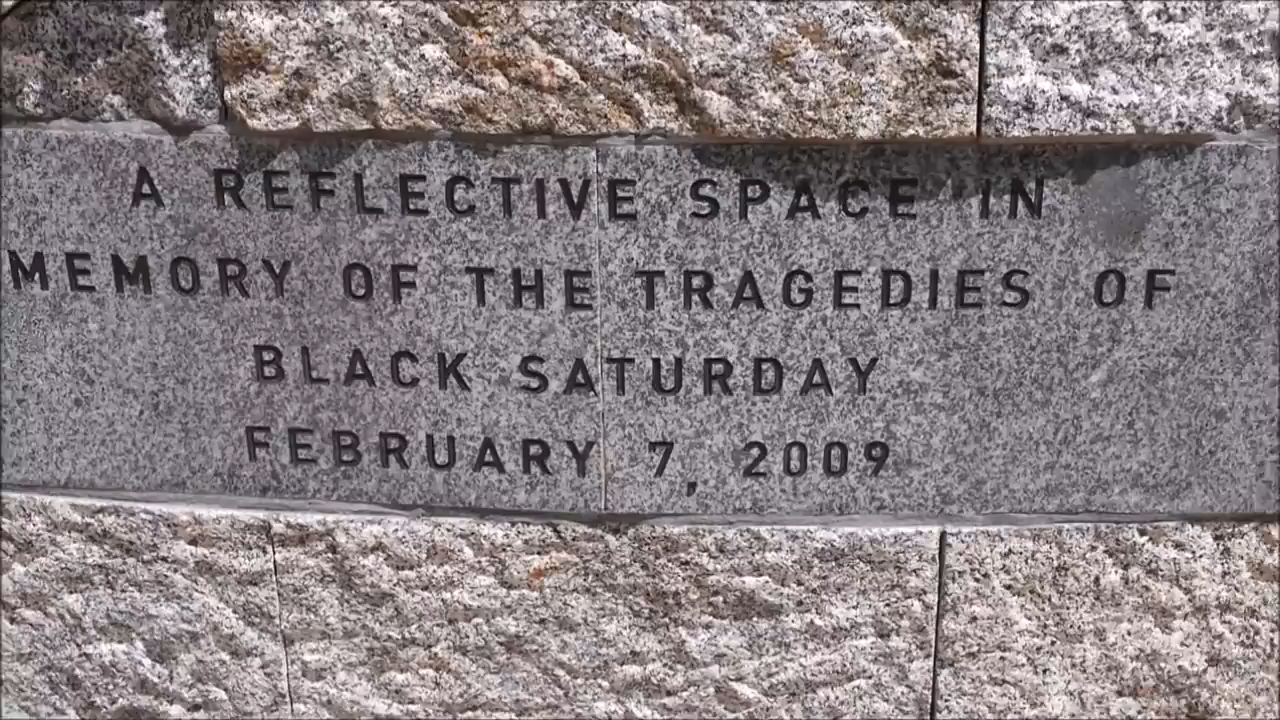 A REFLECTIVE SPACE IN
MEMORY OF THE TRAGEDIES OF
BLACK SATURDAY
FEBRUARY 7, 2009